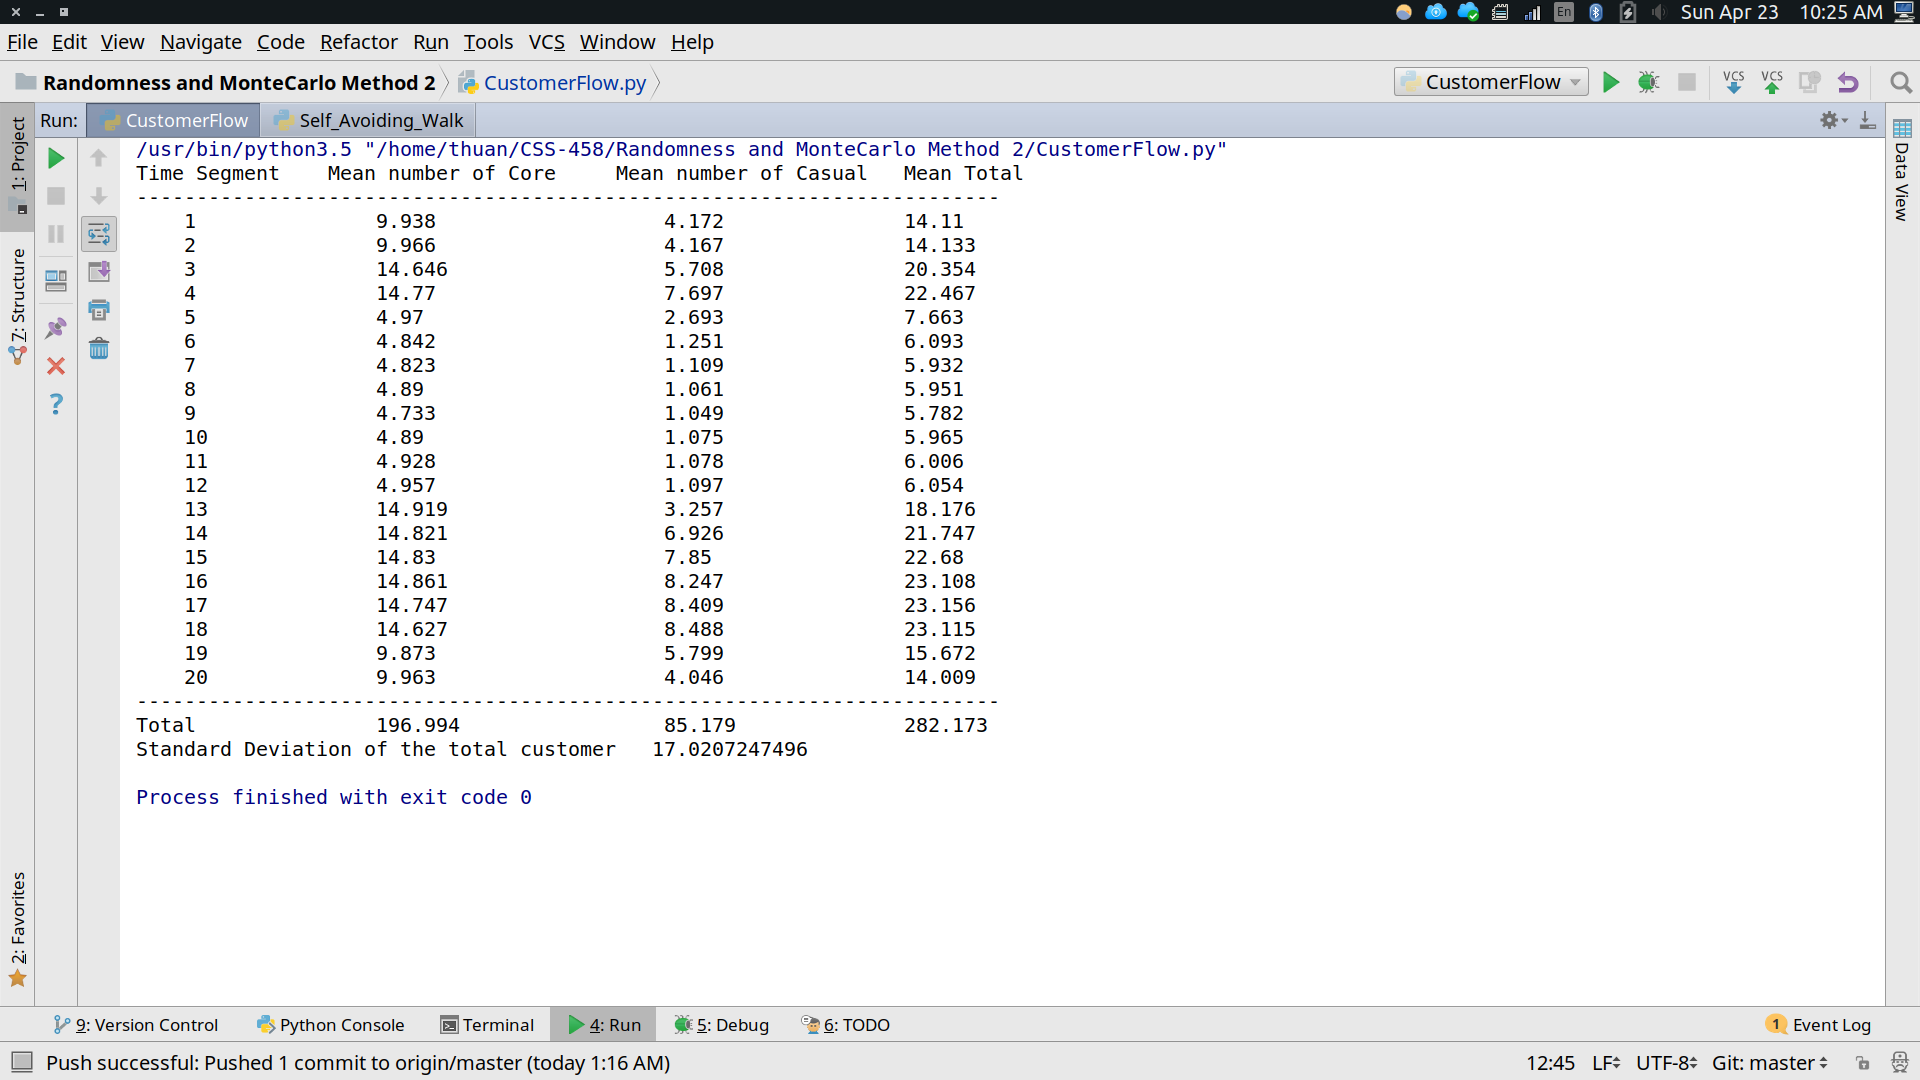 En Sun Apr 23 10:25 AM
File Edit View Navigate Code Refactor Run Tools VCS Window Help
Randomness and MonteCarlo Method 2 CustomerFlow.py CustomerFlow VCS VCS
Run: CustomerFlow Self_Avoiding_Walk
1: Project
7: Structure
2: Favorites
Data View
/usr/bin/python3.5 "/home/thuan/CSS-458/Randomness and MonteCarlo Method 2/CustomerFlow.py"
Time Segment    Mean number of Core     Mean number of Casual   Mean Total
------------------------------------------------------------------------
1 9.938 4.172 14.11
2 9.966 4.167 14.133
3 14.646 5.708 20.354
4 14.77 7.697 22.467
5 4.97 2.693 7.663
6 4.842 1.251 6.093
7 4.823 1.109 5.932
8 4.89 1.061 5.951
9 4.733 1.049 5.782
10 4.89 1.075 5.965
11 4.928 1.078 6.006
12 4.957 1.097 6.054
13 14.919 3.257 18.176
14 14.821 6.926 21.747
15 14.83 7.85 22.68
16 14.861 8.247 23.108
17 14.747 8.409 23.156
18 14.627 8.488 23.115
19 9.873 5.799 15.672
20 9.963 4.046 14.009
------------------------------------------------------------------------
Total 196.994 85.179 282.173
Standard Deviation of the total customer 17.0207247496
Process finished with exit code 0
9: Version Control Python Console Terminal 4: Run 5: Debug 6: TODO 1 Event Log
Push successful: Pushed 1 commit to origin/master (today 1:16 AM) 12:45 LF UTF-8 Git: master